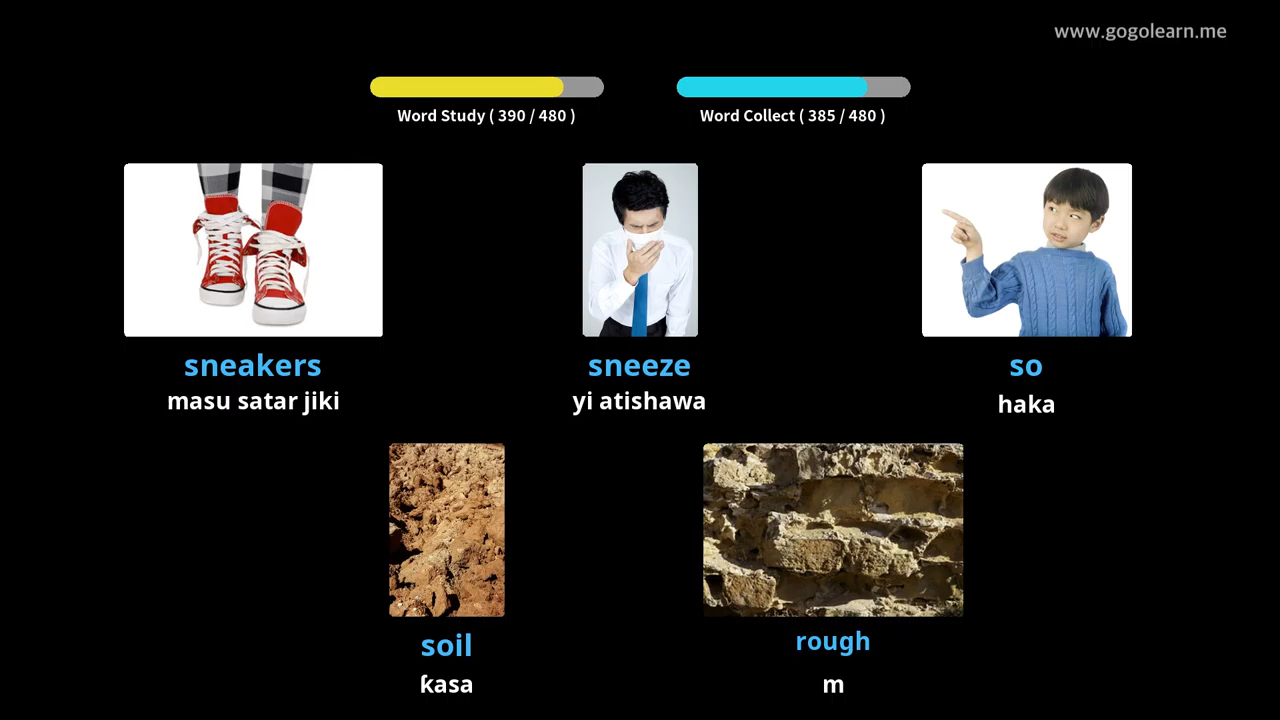 www.gogolearn.me
Word Study ( 390 / 480 )
Word Collect ( 385 / 480 )
sneakers
masu satar jiki
sneeze
yi atishawa
so
haka
soil
ƙasa
rough
m